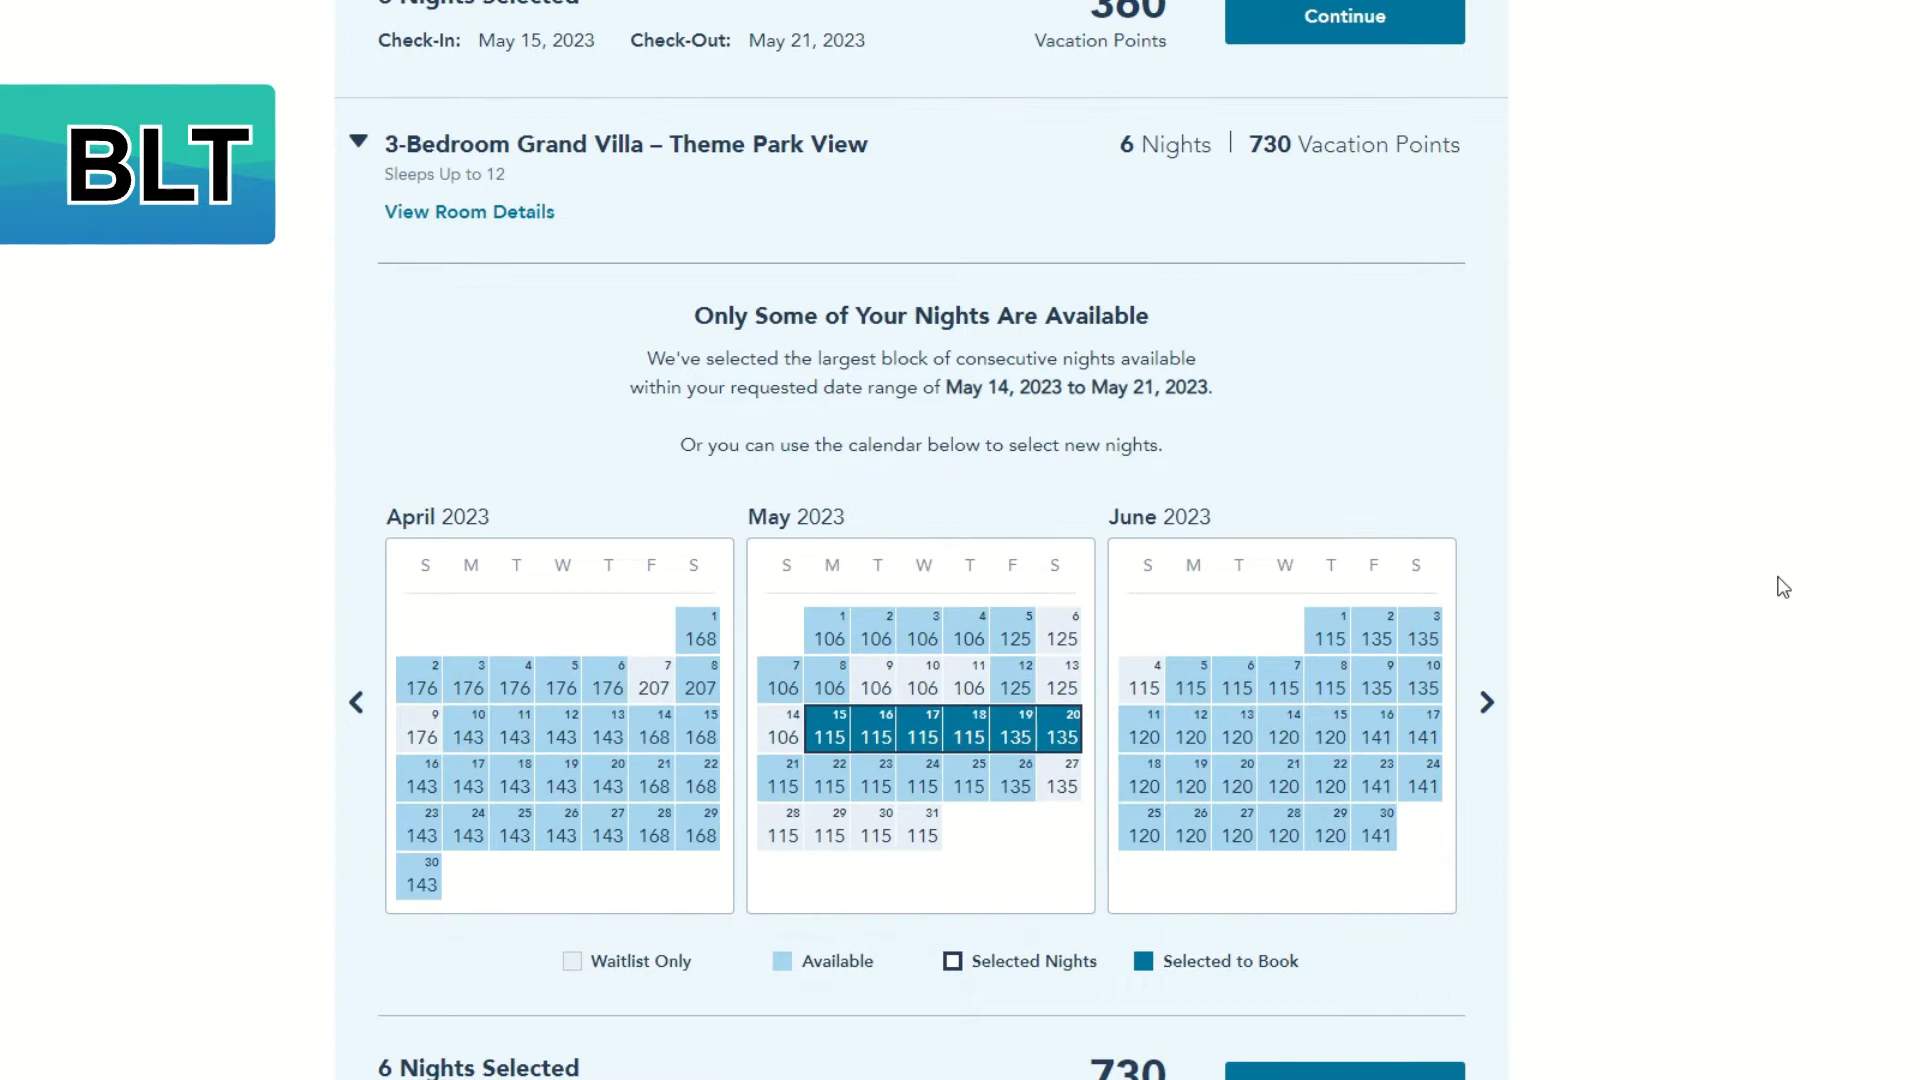 6 Nights Selected
360
Continue
Check-In: May 15, 2023 Check-Out: May 21, 2023
Vacation Points
BLT
3-Bedroom Grand Villa – Theme Park View
6 Nights | 730 Vacation Points
Sleeps Up to 12
View Room Details
Only Some of Your Nights Are Available
We've selected the largest block of consecutive nights available
within your requested date range of May 14, 2023 to May 21, 2023.
Or you can use the calendar below to select new nights.
April 2023
S M T W T F S
1
168
2 3 4 5 6 7 8
176 176 176 176 176 207 207
9 10 11 12 13 14 15
176 143 143 143 143 168 168
16 17 18 19 20 21 22
143 143 143 143 143 168 168
23 24 25 26 27 28 29
143 143 143 143 143 168 168
30
143
May 2023
S M T W T F S
1 2 3 4 5 6
106 106 106 106 125 125
7 8 9 10 11 12 13
106 106 106 106 106 125 125
14 15 16 17 18 19 20
106 115 115 115 115 135 135
21 22 23 24 25 26 27
115 115 115 115 115 135 135
28 29 30 31
115 115 115 115
June 2023
S M T W T F S
1 2 3
115 135 135
4 5 6 7 8 9 10
115 115 115 115 115 135 135
11 12 13 14 15 16 17
120 120 120 120 120 141 141
18 19 20 21 22 23 24
120 120 120 120 120 141 141
25 26 27 28 29 30
120 120 120 120 120 141
Waitlist Only
Available
Selected Nights
Selected to Book
6 Nights Selected
730